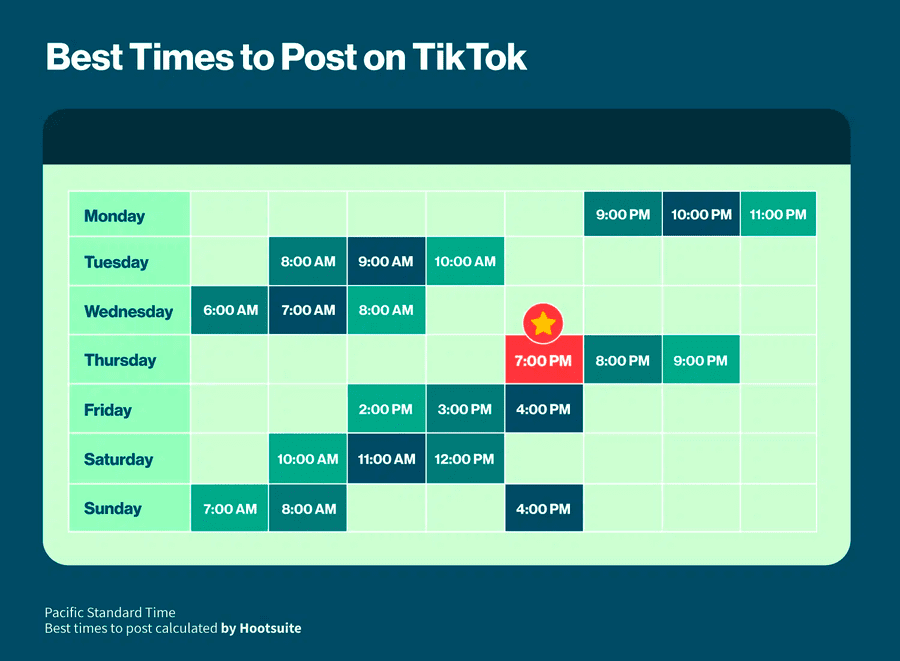 Best Times to Post on TikTok
Monday 9:00 PM 10:00 PM 11:00 PM
Tuesday 8:00 AM 9:00 AM 10:00 AM
Wednesday 6:00 AM 7:00 AM 8:00 AM
Thursday 7:00 PM 8:00 PM 9:00 PM
Friday 2:00 PM 3:00 PM 4:00 PM
Saturday 10:00 AM 11:00 AM 12:00 PM
Sunday 7:00 AM 8:00 AM 4:00 PM
Pacific Standard Time
Best times to post calculated by Hootsuite